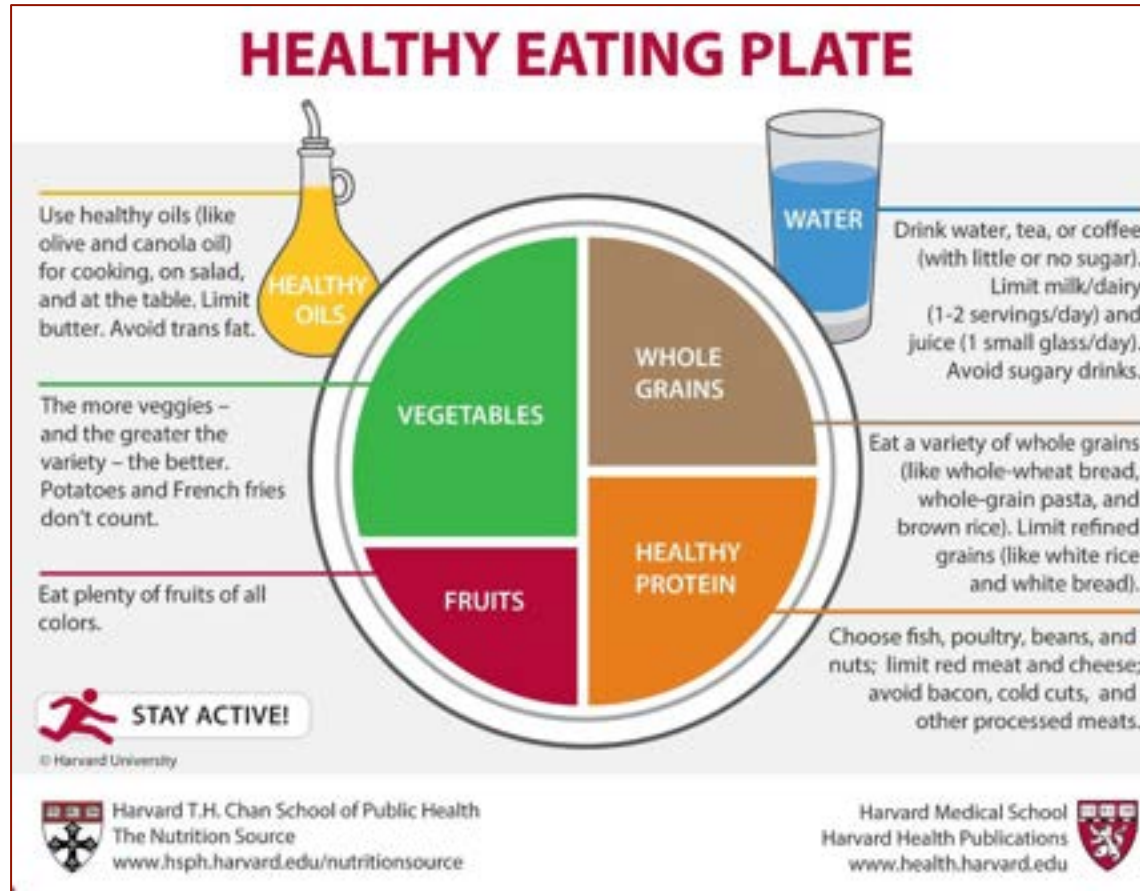 HEALTHY EATING PLATE
Use healthy oils (like
olive and canola oil)
for cooking, on salad,
and at the table. Limit
butter. Avoid trans fat.
HEALTHY
OILS
The more veggies –
and the greater the
variety – the better.
Potatoes and French fries
don't count.
Eat plenty of fruits of all
colors.
VEGETABLES
FRUITS
WHOLE
GRAINS
HEALTHY
PROTEIN
WATER
Drink water, tea, or coffee
(with little or no sugar).
Limit milk/dairy
(1-2 servings/day) and
juice (1 small glass/day).
Avoid sugary drinks.
Eat a variety of whole grains
(like whole-wheat bread,
whole-grain pasta, and
brown rice). Limit refined
grains (like white rice
and white bread).
Choose fish, poultry, beans, and
nuts; limit red meat and cheese;
avoid bacon, cold cuts, and
other processed meats.
STAY ACTIVE!
© Harvard University
Harvard T.H. Chan School of Public Health
The Nutrition Source
www.hsph.harvard.edu/nutritionsource
Harvard Medical School
Harvard Health Publications
www.health.harvard.edu